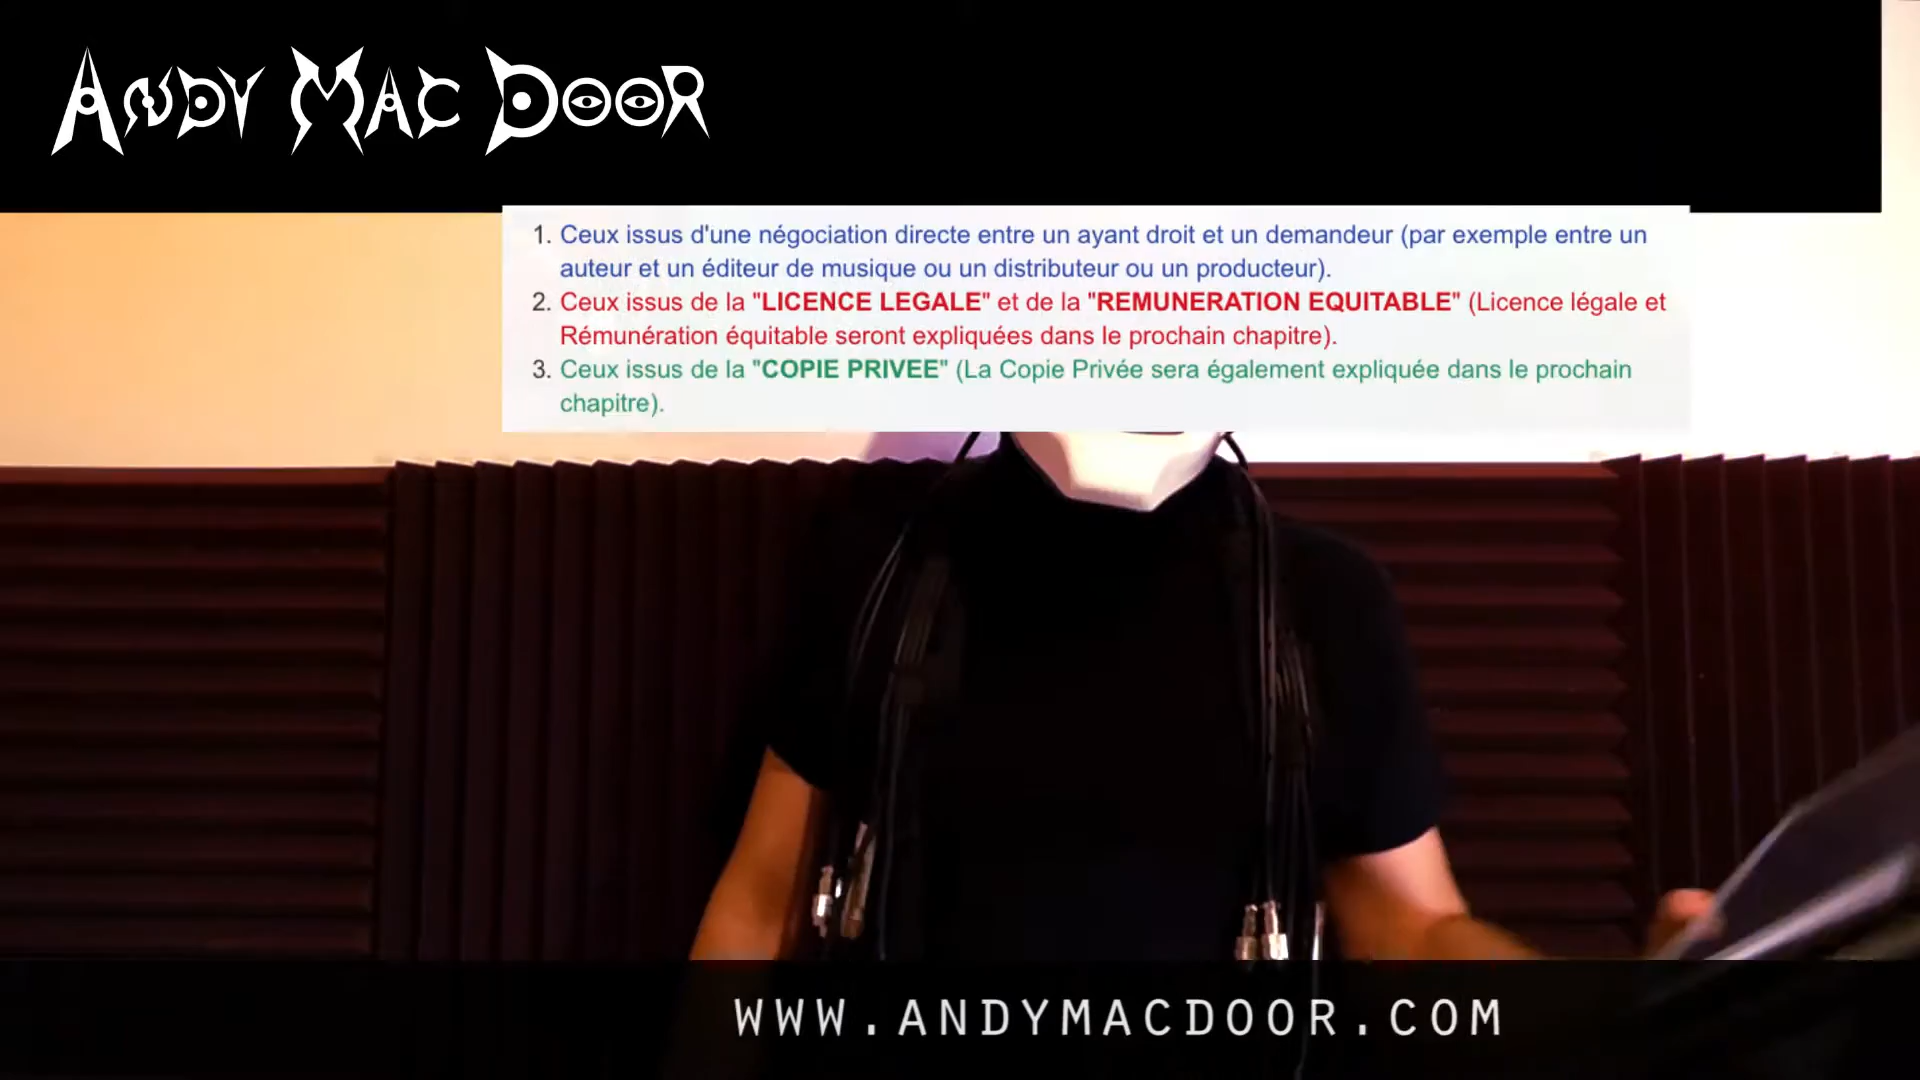 Andy Mac Door
1. Ceux issus d'une négociation directe entre un ayant droit et un demandeur (par exemple entre un
auteur et un éditeur de musique ou un distributeur ou un producteur).
2. Ceux issus de la "LICENCE LEGALE" et de la "REMUNERATION EQUITABLE" (Licence légale et
Rémunération équitable seront expliquées dans le prochain chapitre).
3. Ceux issus de la "COPIE PRIVEE" (La Copie Privée sera également expliquée dans le prochain
chapitre).
WWW.ANDYMACDOOR.COM